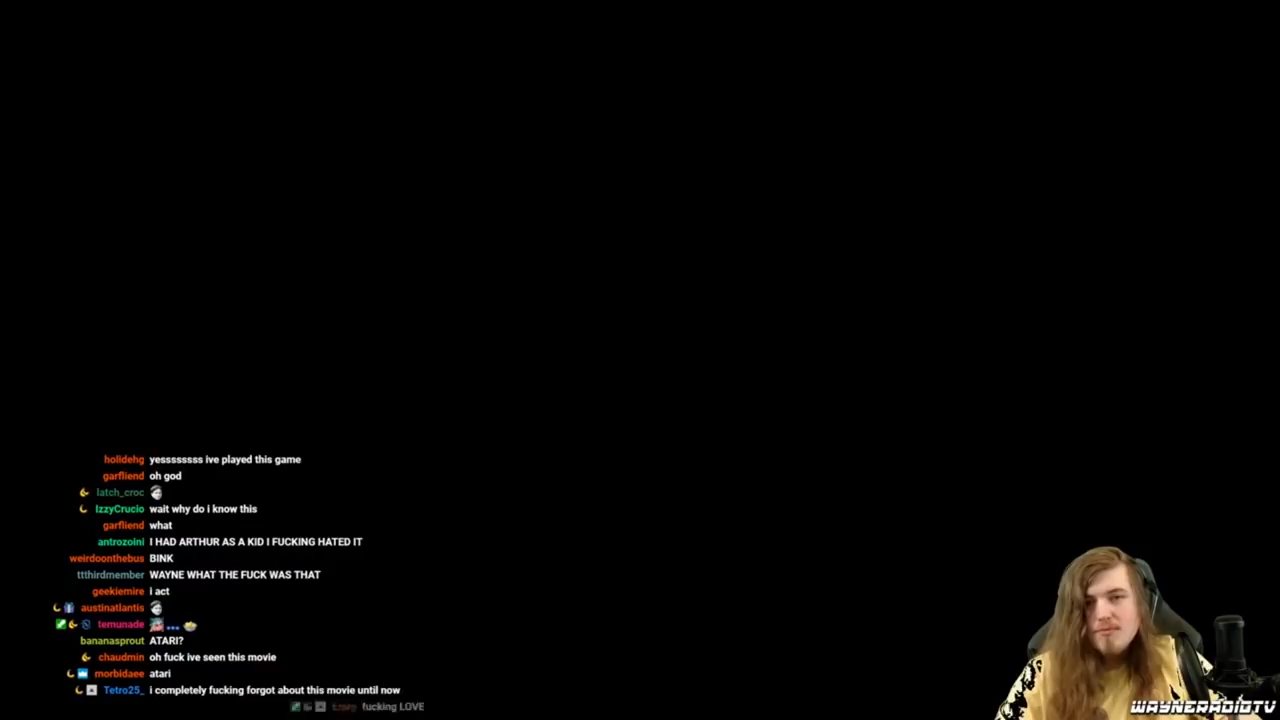 holidehg yessssssss ive played this game
garfliend oh god
latch_croc
IzzyCrucio wait why do i know this
garfliend what
antrozoini I HAD ARTHUR AS A KID I FUCKING HATED IT
weirdoonthebus BINK
ttthirdmember WAYNE WHAT THE FUCK WAS THAT
geekiemire i act
austinatlantis
temunade
bananasprout ATARI?
chaudmin oh fuck ive seen this movie
morbidaee atari
Tetro25_ i completely fucking forgot about this movie until now
fucking LOVE
WAYNERADIOTV